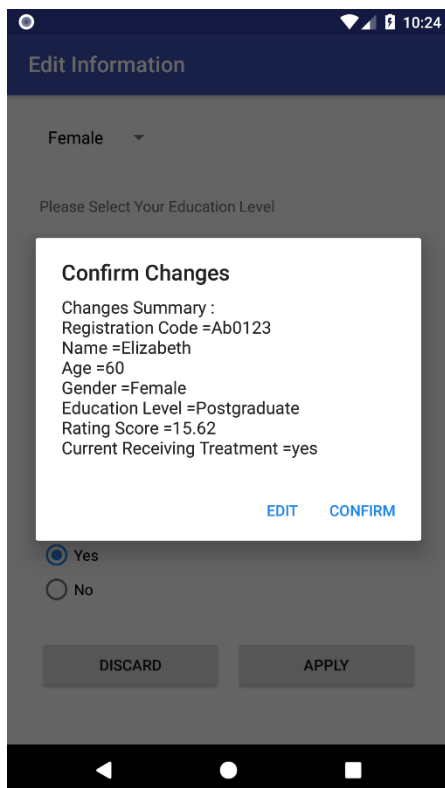 10:24
Edit Information
Female
Please Select Your Education Level
Confirm Changes
Changes Summary :
Registration Code =Ab0123
Name =Elizabeth
Age =60
Gender =Female
Education Level =Postgraduate
Rating Score =15.62
Current Receiving Treatment =yes
EDIT CONFIRM
Yes
No
DISCARD APPLY